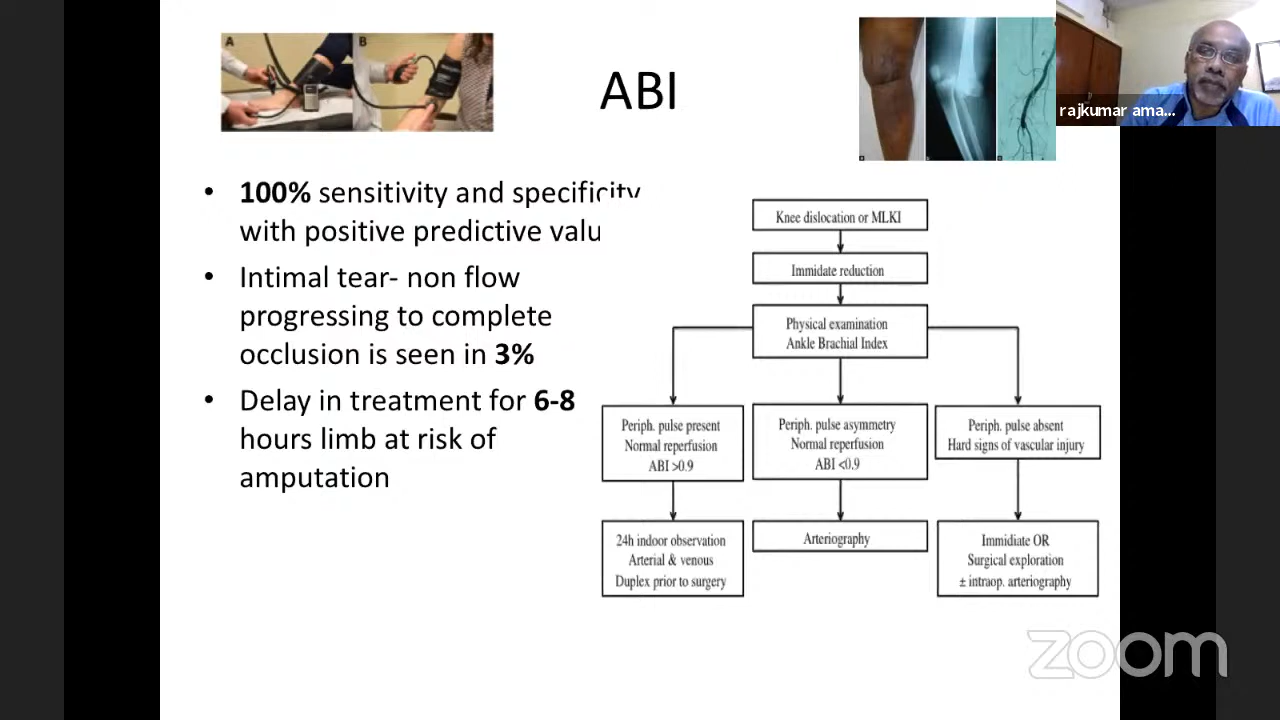 A
B
ABI
rajkumar ama...
• 100% sensitivity and specificity
with positive predictive valu
• Intimal tear- non flow
progressing to complete
occlusion is seen in 3%
• Delay in treatment for 6-8
hours limb at risk of
amputation
Knee dislocation or MLKI
Immidate reduction
Physical examination
Ankle Brachial Index
Periph. pulse present
Normal reperfusion
ABI >0.9
Periph. pulse asymmetry
Normal reperfusion
ABI <0.9
Periph. pulse absent
Hard signs of vascular injury
24h indoor observation
Arterial & venous
Duplex prior to surgery
Arteriography
Immidiate OR
Surgical exploration
± intraop. arteriography
zoom